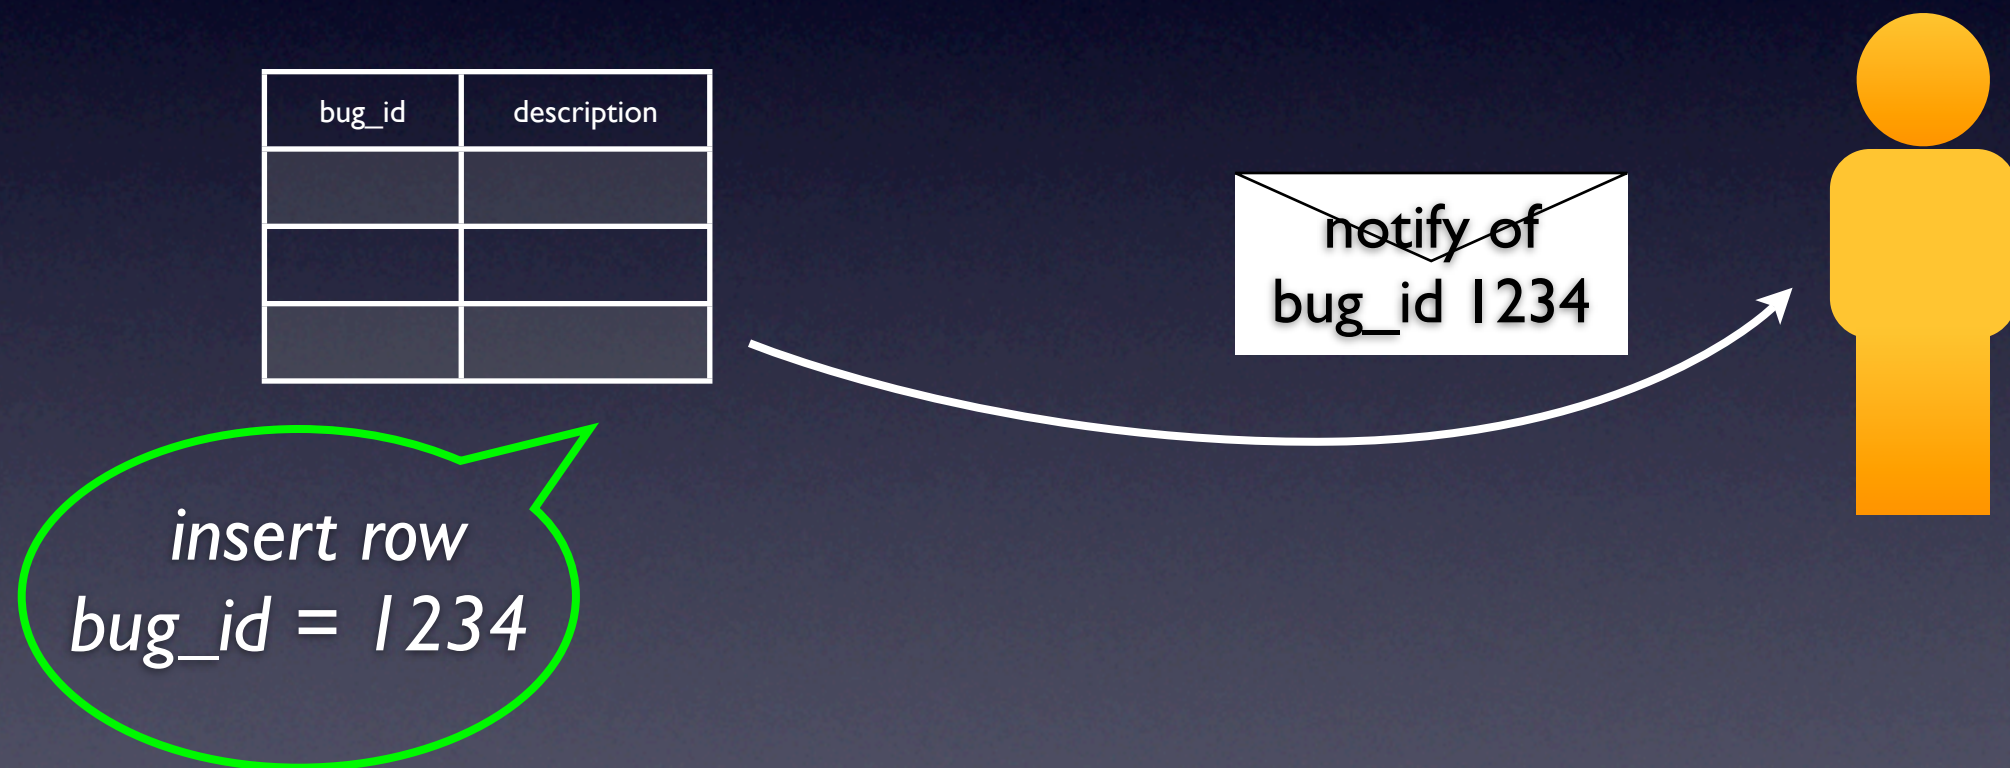 bug_id description
notify of
bug_id 1234
insert row
bug_id = 1234